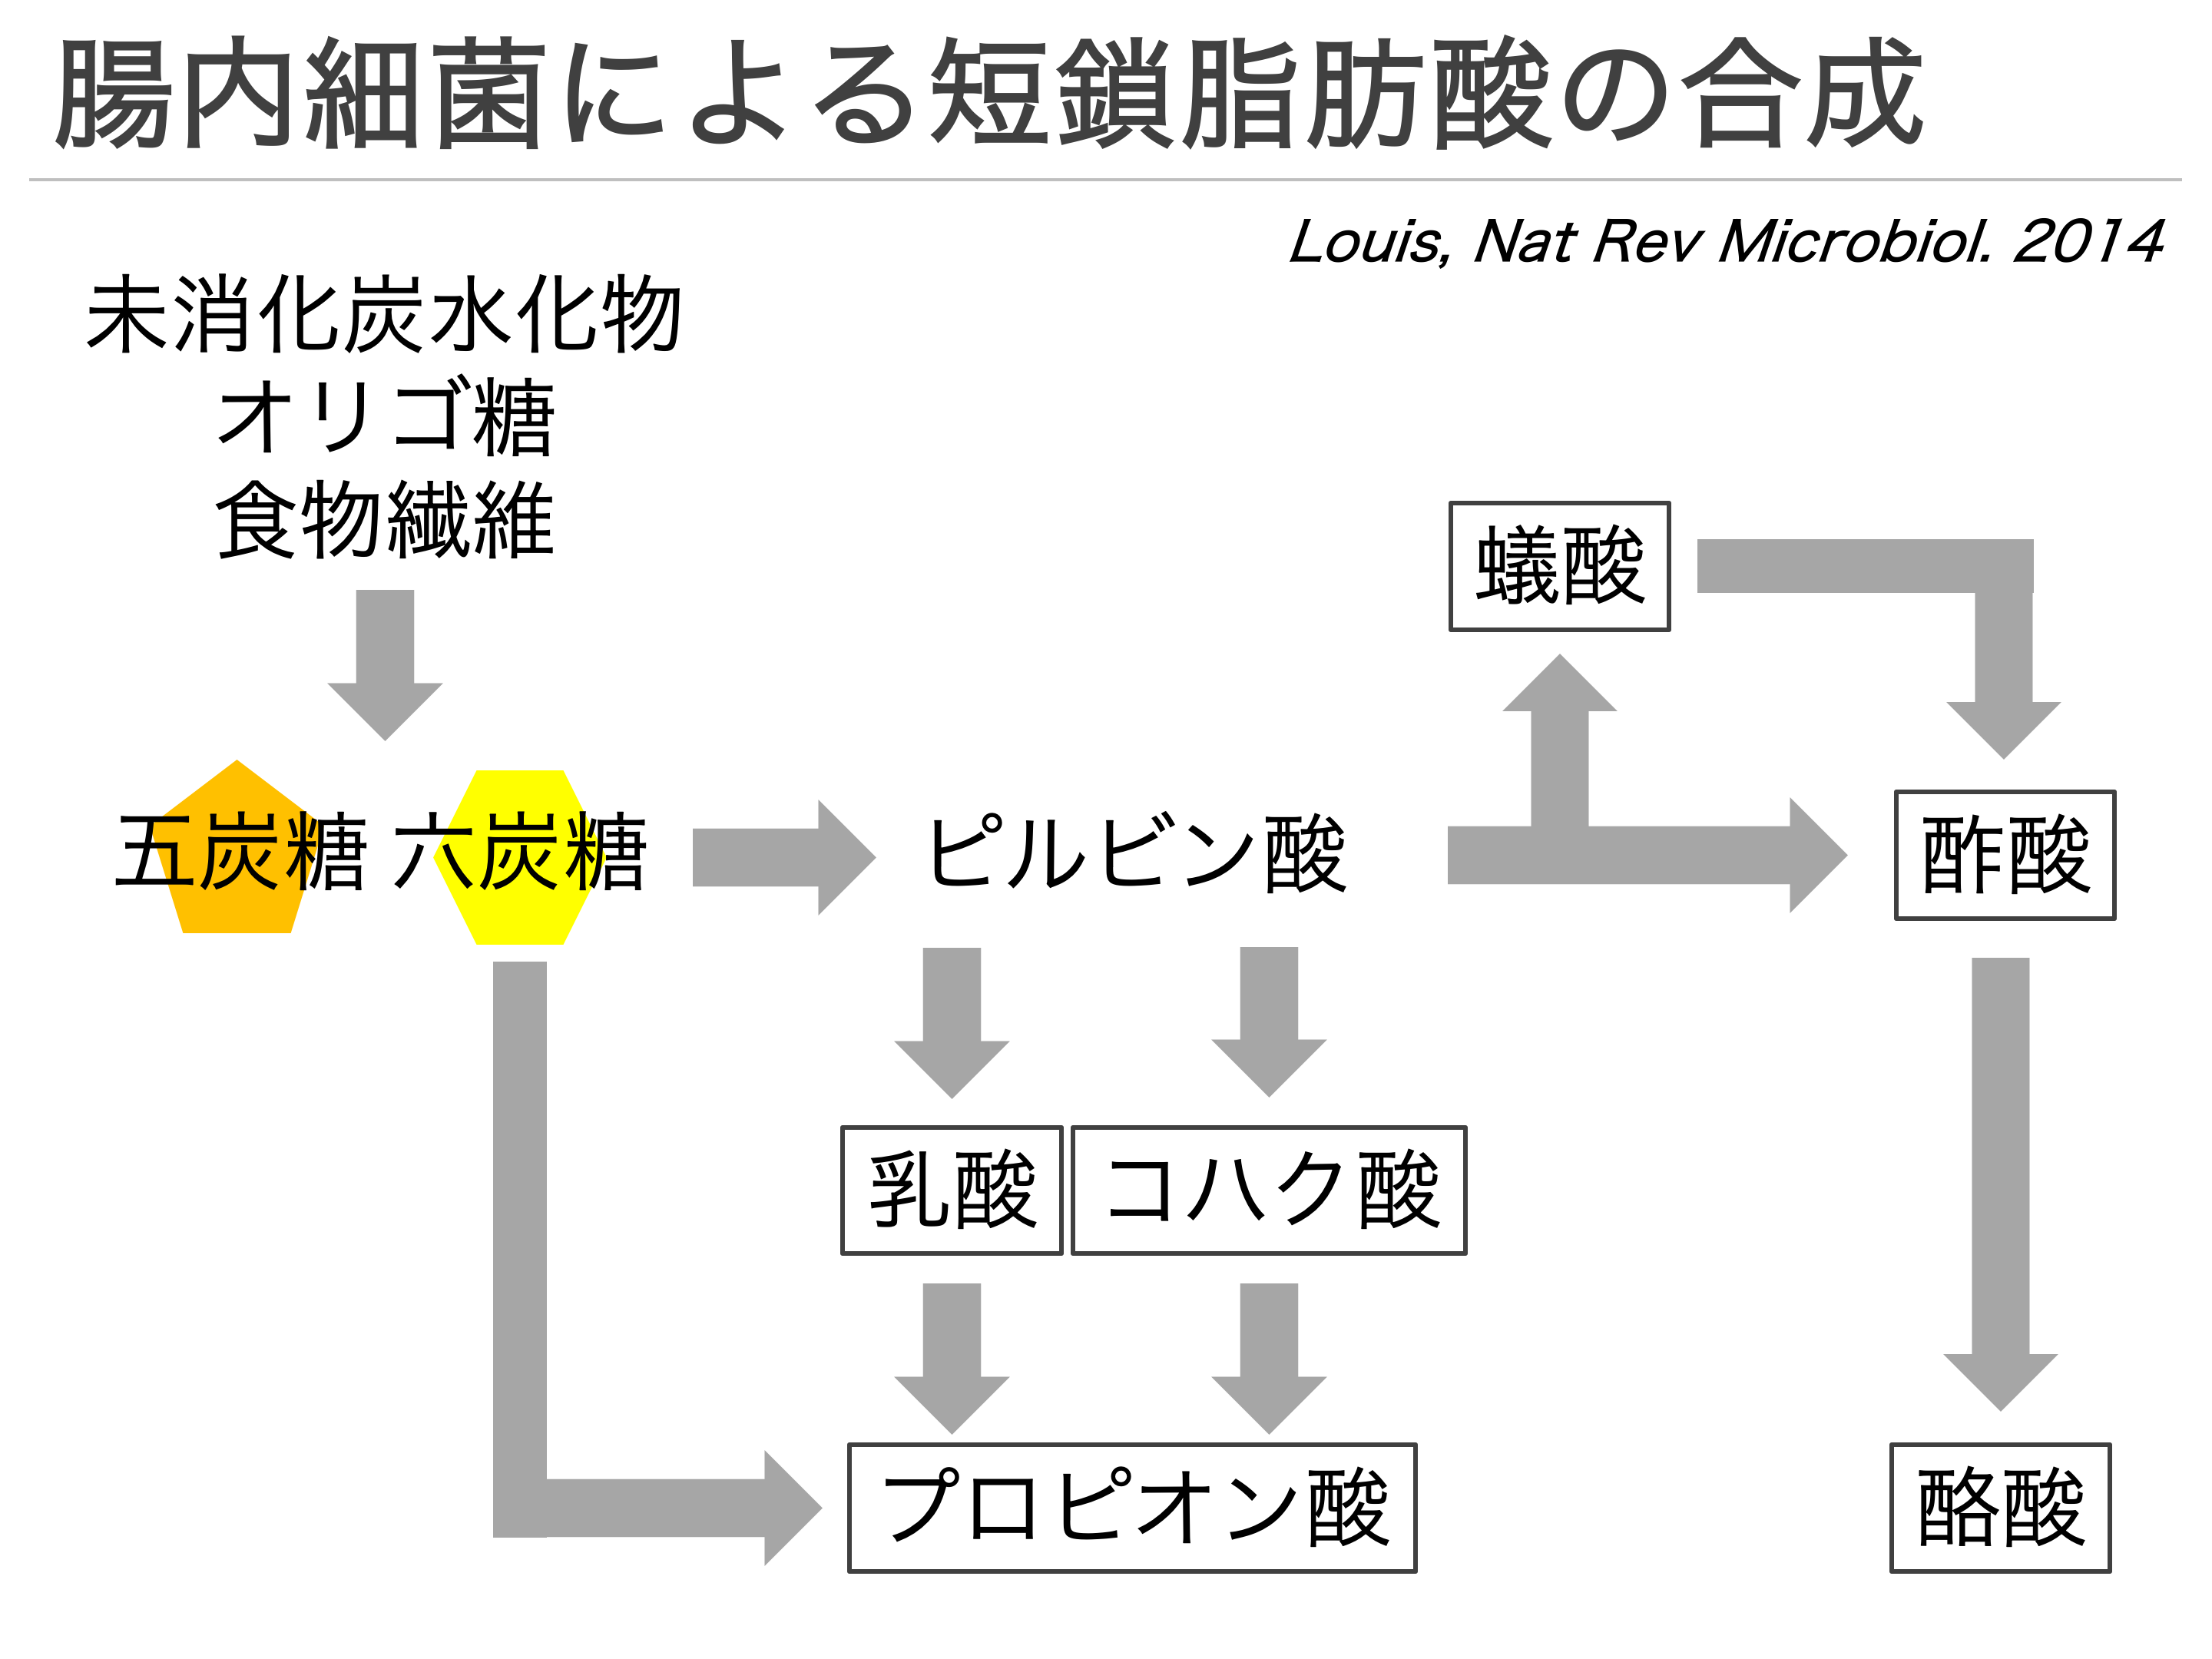 腸内細菌による短鎖脂肪酸の合成
Louis, Nat Rev Microbiol. 2014
未消化炭水化物
オリゴ糖
食物繊維
蟻酸
五炭糖 六炭糖
ピルビン酸
酢酸
乳酸
コハク酸
プロピオン酸
酪酸